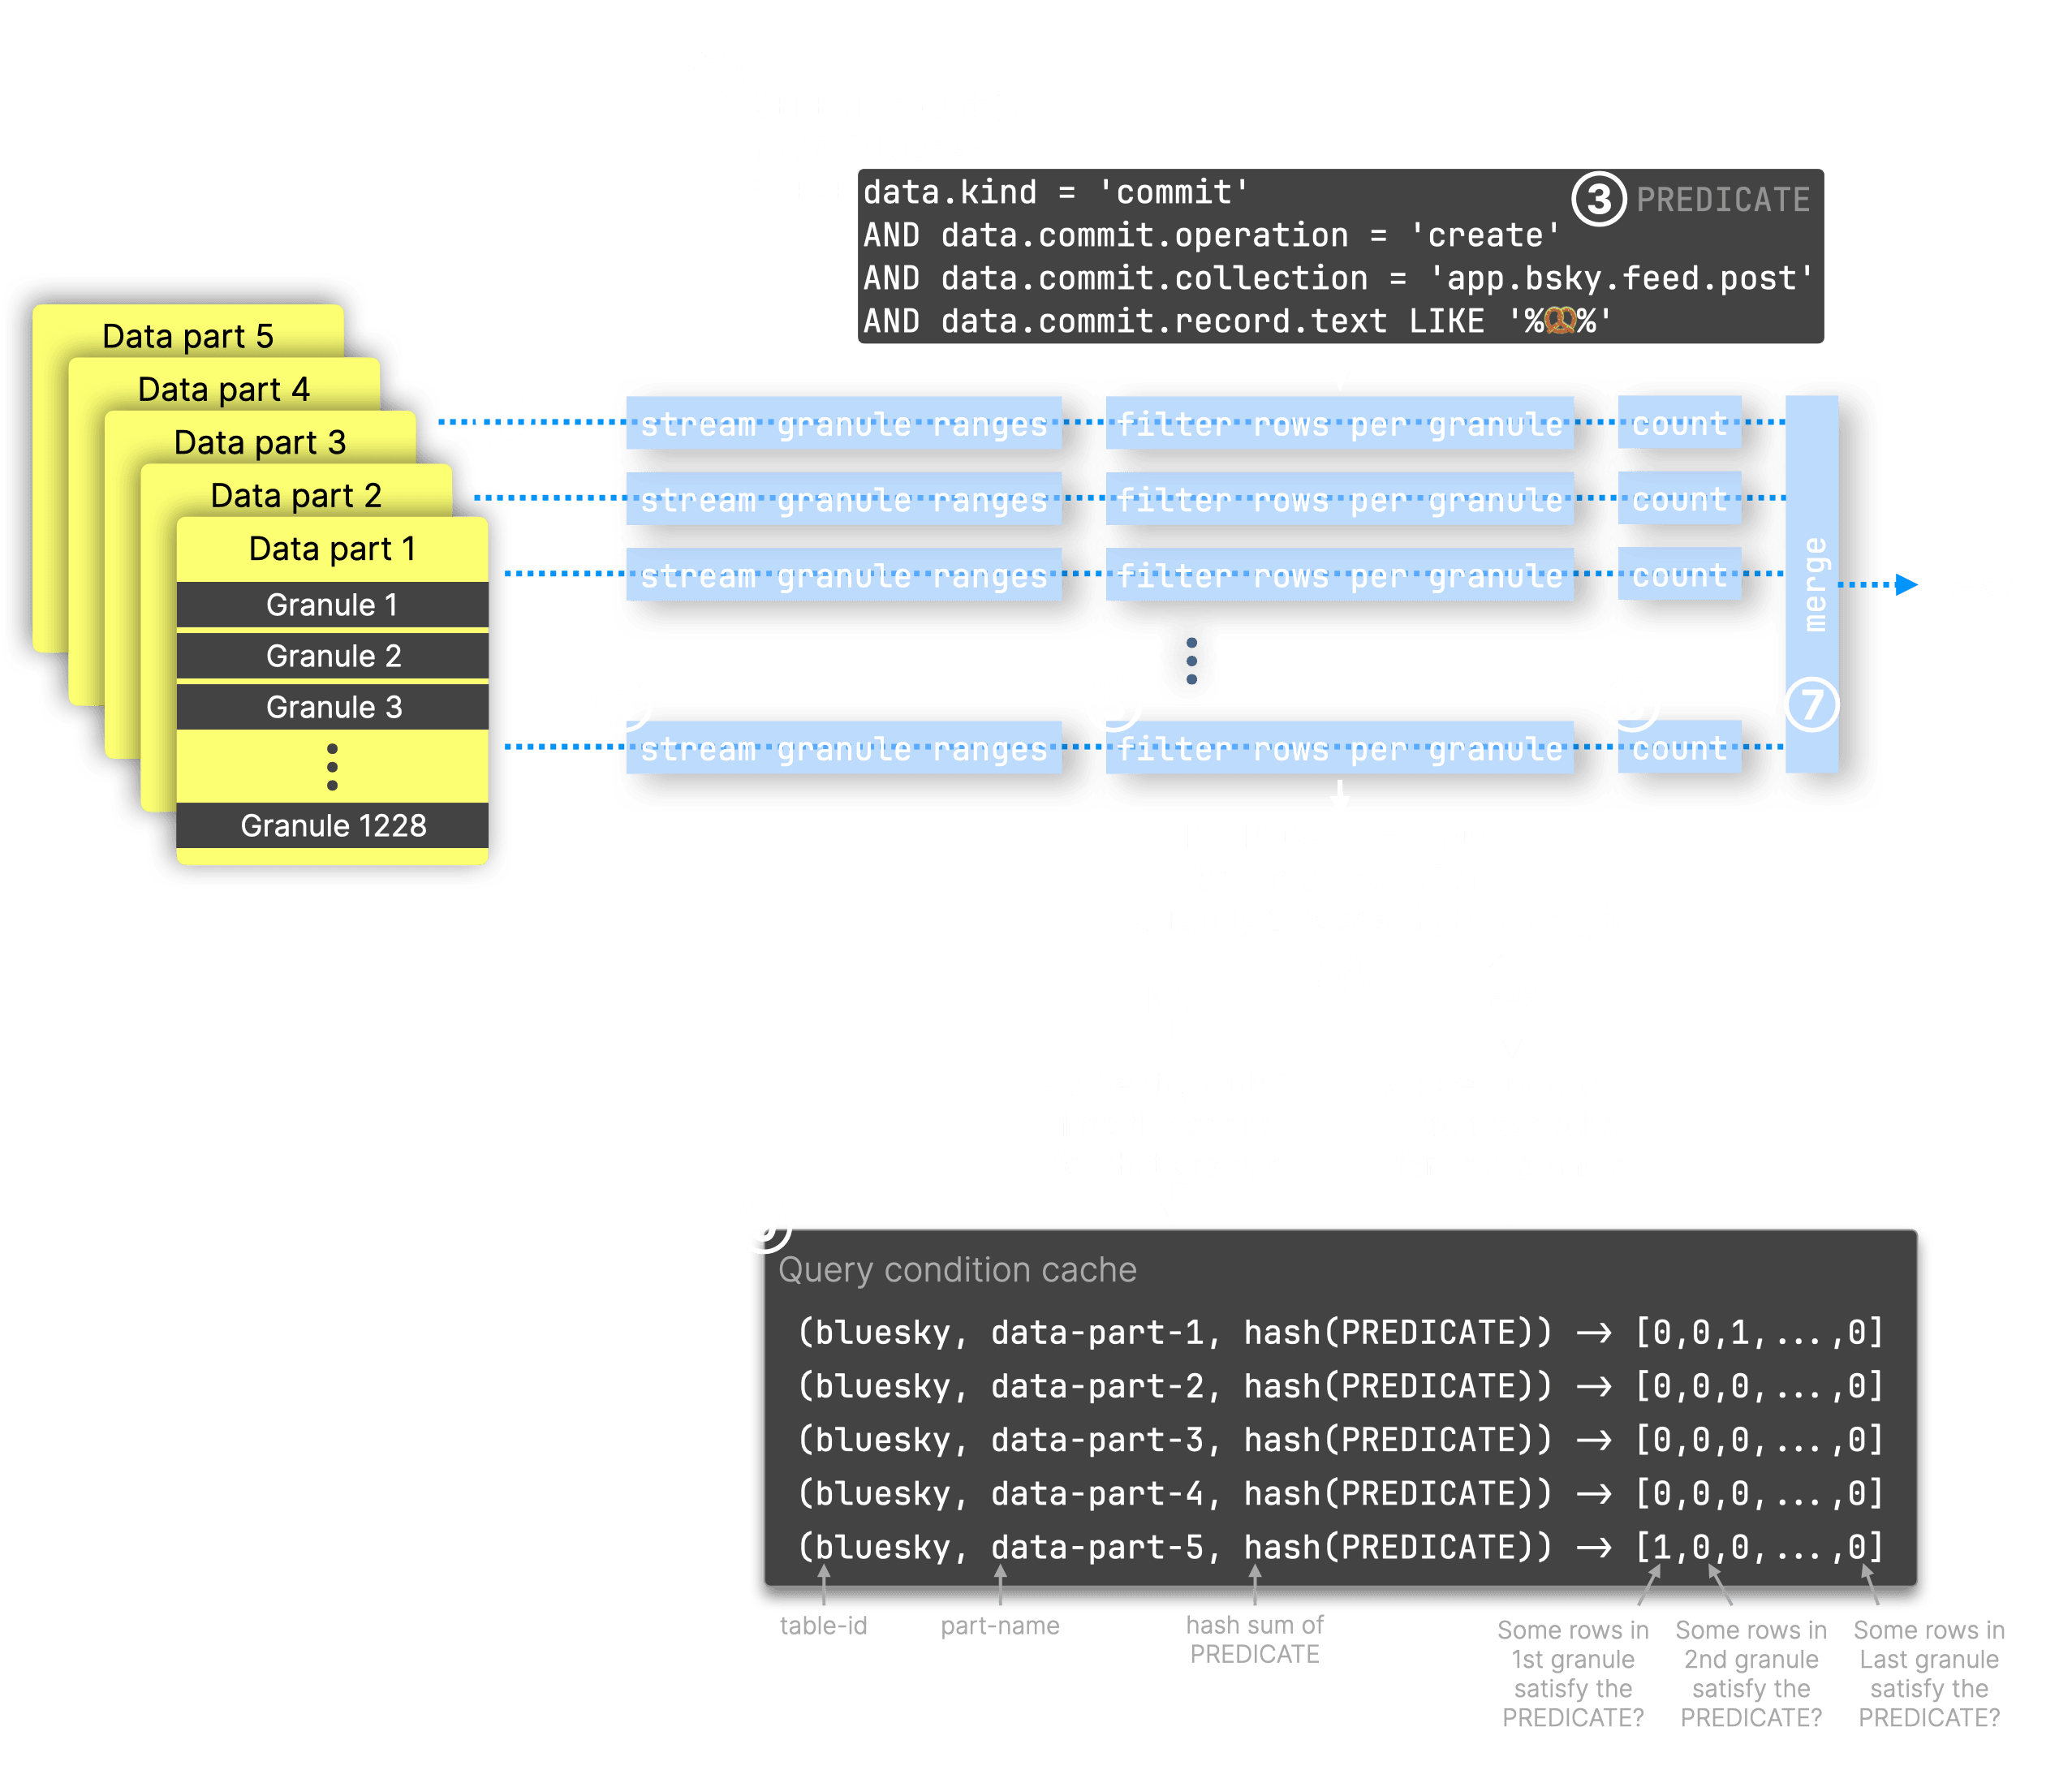 data.kind = 'commit'
③ PREDICATE
AND data.commit.operation = 'create'
AND data.commit.collection = 'app.bsky.feed.post'
AND data.commit.record.text LIKE '%🥨%'
Data part 5
Data part 4
Data part 3
Data part 2
Data part 1
Granule 1
Granule 2
Granule 3
Granule 1228
stream granule ranges
filter rows per granule
count
stream granule ranges
filter rows per granule
count
stream granule ranges
filter rows per granule
count
stream granule ranges
filter rows per granule
count
merge
⑦
Query condition cache
(bluesky, data-part-1, hash(PREDICATE)) → [0,0,1,...,0]
(bluesky, data-part-2, hash(PREDICATE)) → [0,0,0,...,0]
(bluesky, data-part-3, hash(PREDICATE)) → [0,0,0,...,0]
(bluesky, data-part-4, hash(PREDICATE)) → [0,0,0,...,0]
(bluesky, data-part-5, hash(PREDICATE)) → [1,0,0,...,0]
table-id
part-name
hash sum of
PREDICATE
Some rows in
1st granule
satisfy the
PREDICATE?
Some rows in
2nd granule
satisfy the
PREDICATE?
Some rows in
Last granule
satisfy the
PREDICATE?